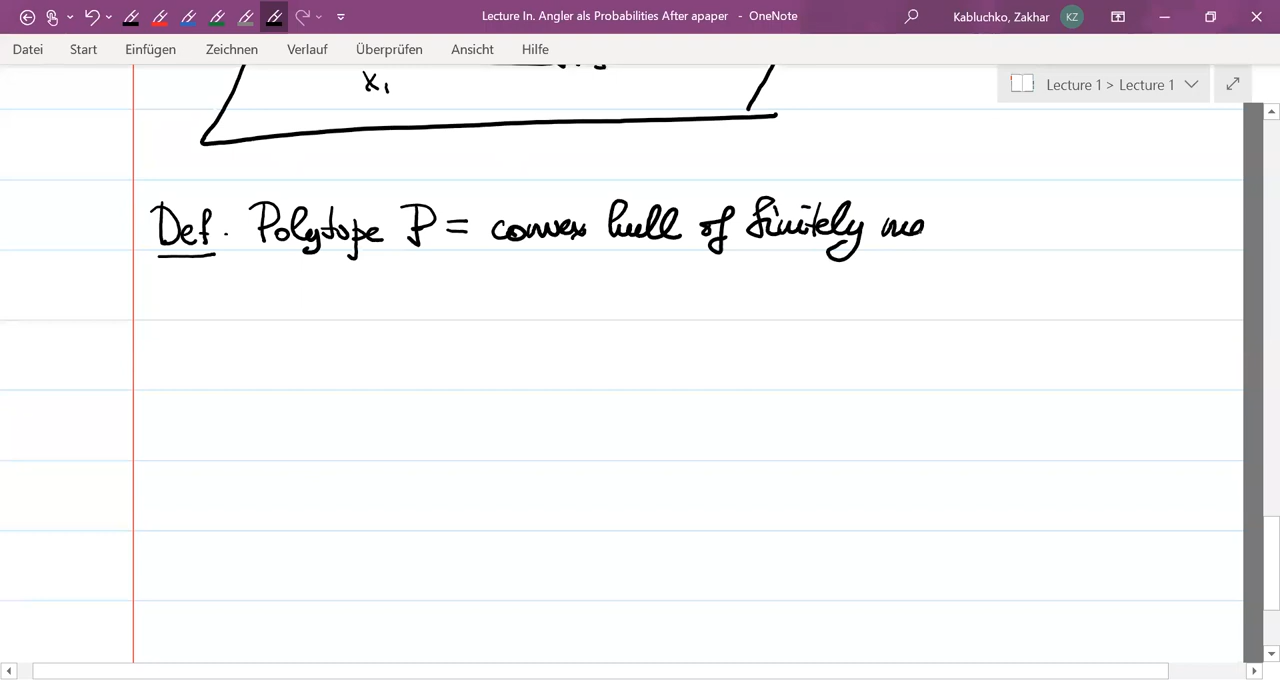 Lecture In. Angler als Probabilities After apaper - OneNote
Kabluchko, Zakhar
KZ
Datei Start Einfügen Zeichnen Verlauf Überprüfen Ansicht Hilfe
Lecture 1 > Lecture 1
x₁
Def. Polytope P = convex hull of finitely ma